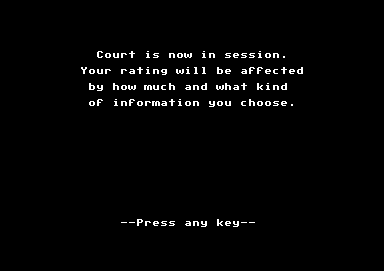 Court is now in session.
Your rating will be affected
by how much and what kind
of information you choose.
--Press any key--